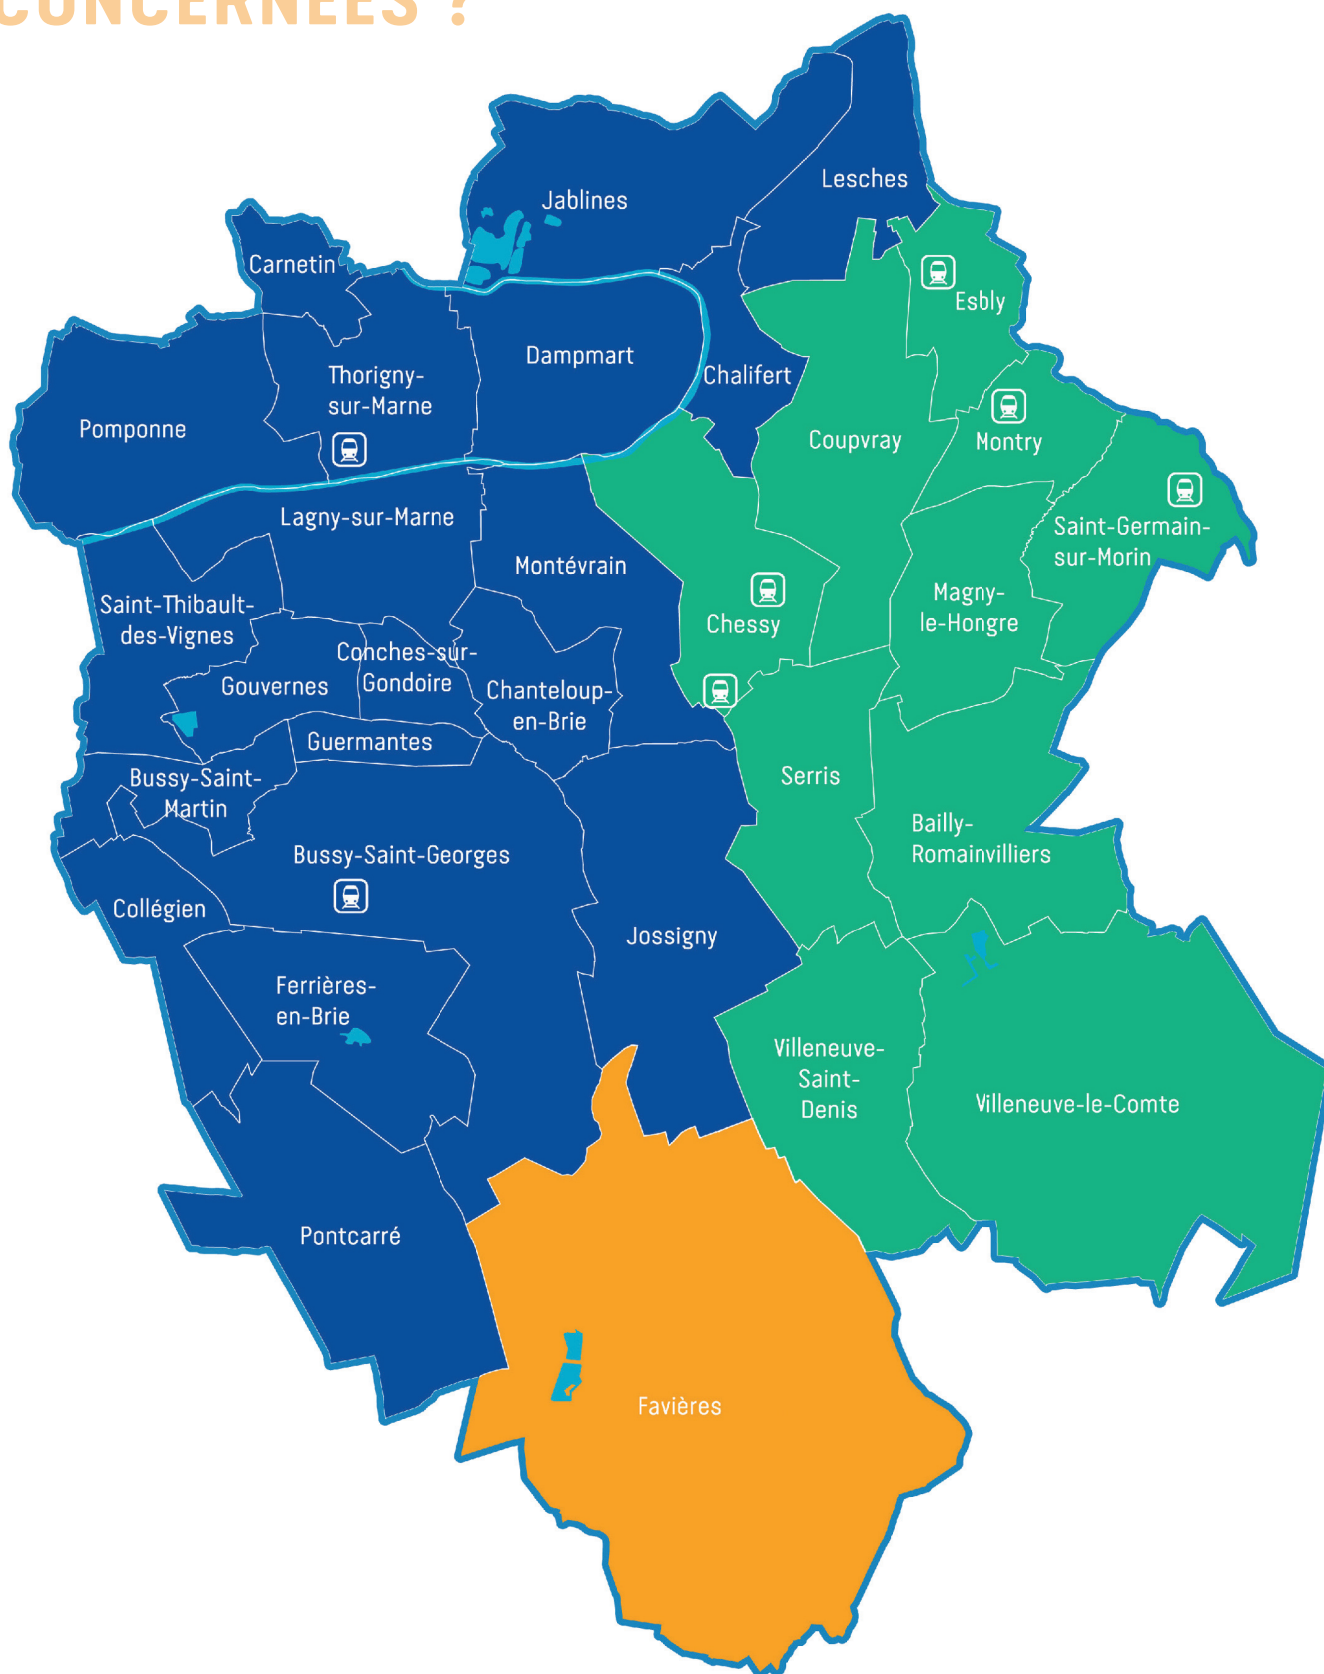 CONCERNÉES ?
Lesches
Jablines
Carnetin
Esbly
Dampmart
Thorigny-
sur-Marne
Chalifert
Pomponne
Coupvray
Montry
Lagny-sur-Marne
Saint-Germain-
sur-Morin
Montévrain
Saint-Thibault-
des-Vignes
Magny-
le-Hongre
Chessy
Conches-sur-
Gondoire
Gouvernes
Chanteloup-
en-Brie
Guermantes
Bussy-Saint-
Martin
Serris
Bailly-
Romainvilliers
Bussy-Saint-Georges
Collégien
Jossigny
Ferrières-
en-Brie
Villeneuve-
Saint-
Denis
Villeneuve-le-Comte
Pontcarré
Favières